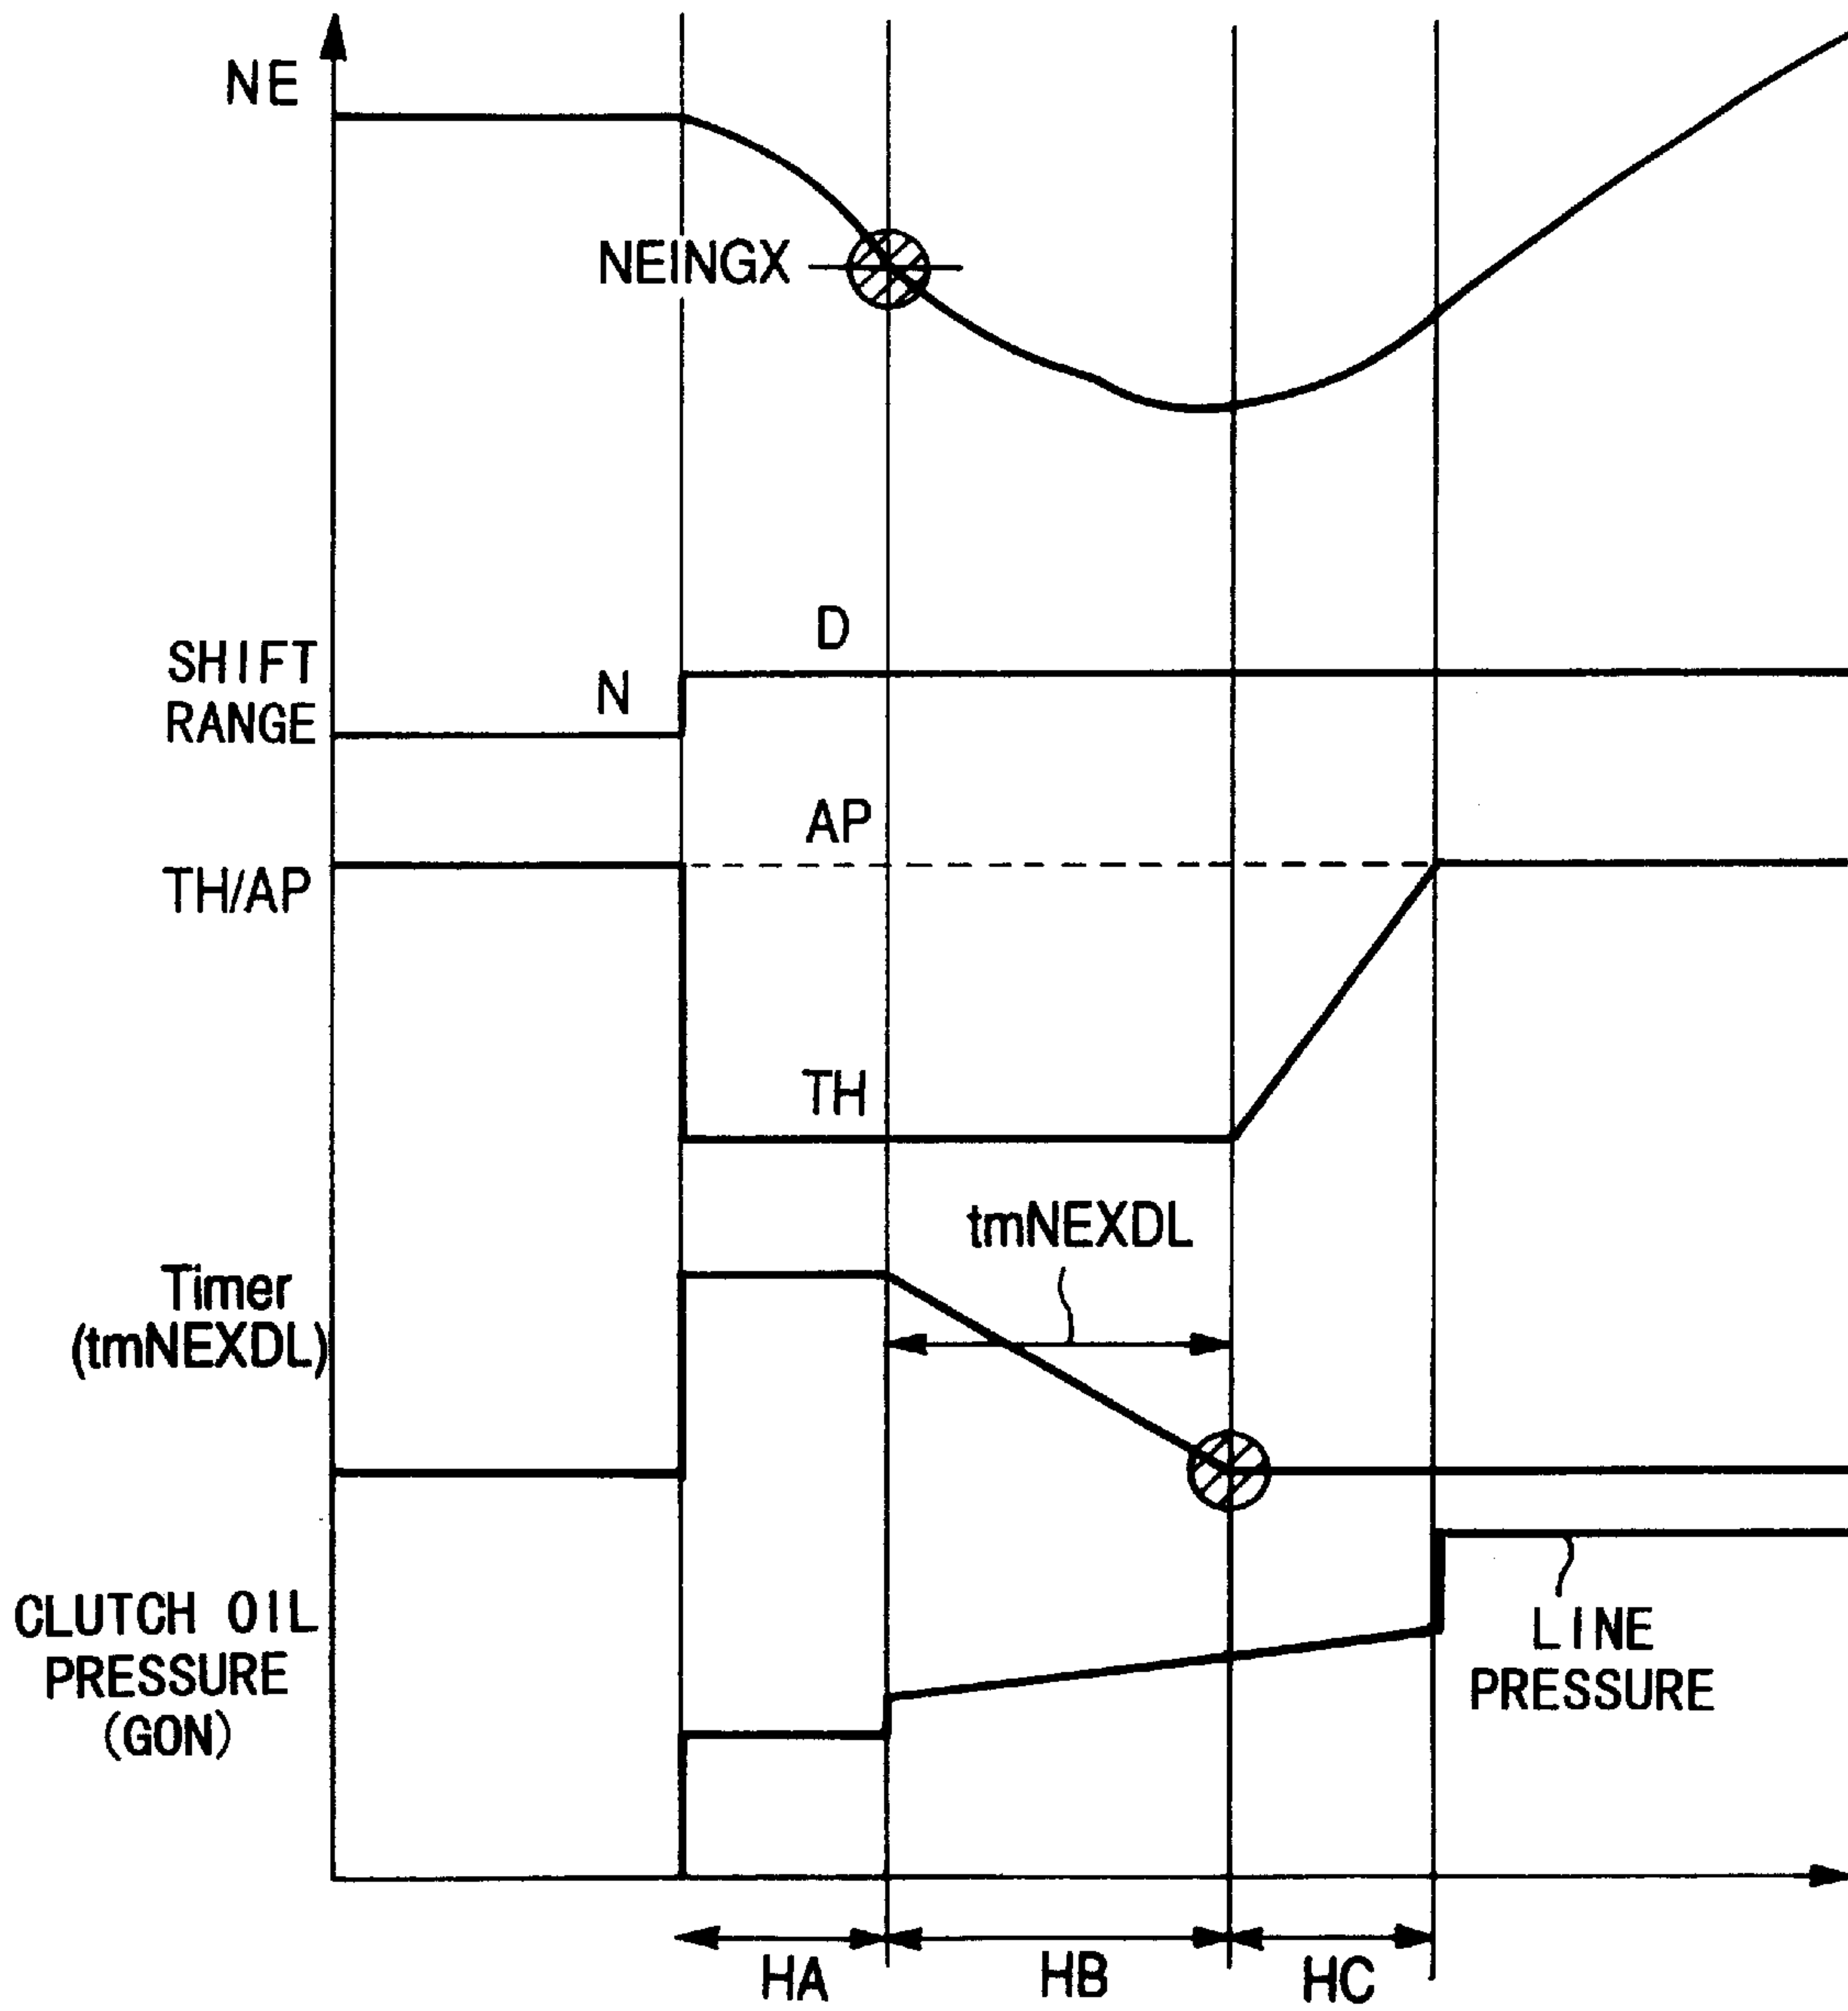 NE
NEINGX
D
SHIFT
RANGE
N
AP
TH/AP
TH
tmNEXDL
Timer
(tmNEXDL)
CLUTCH OIL
PRESSURE
(GON)
LINE
PRESSURE
HA
HB
HC